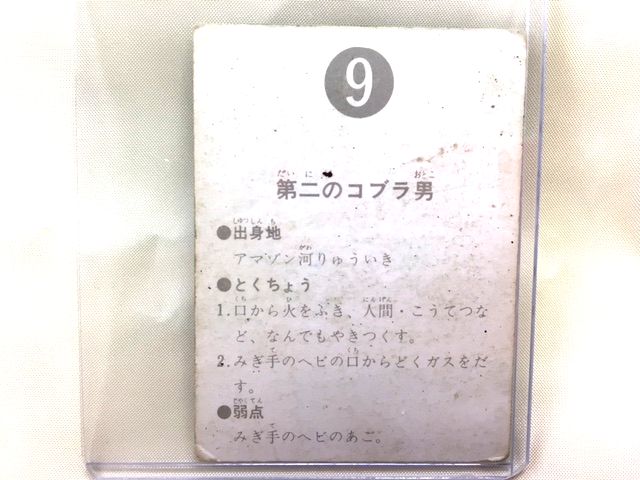 9
第二のコブラ男
●出身地
アマゾン河りゅういき
●とくちょう
1.口から火をふき、人間・こうてつな
ど、なんでもやきつくす。
2.みぎ手のヘビの口からどくガスをだ
す。
●弱点
みぎ手のヘビのあご。